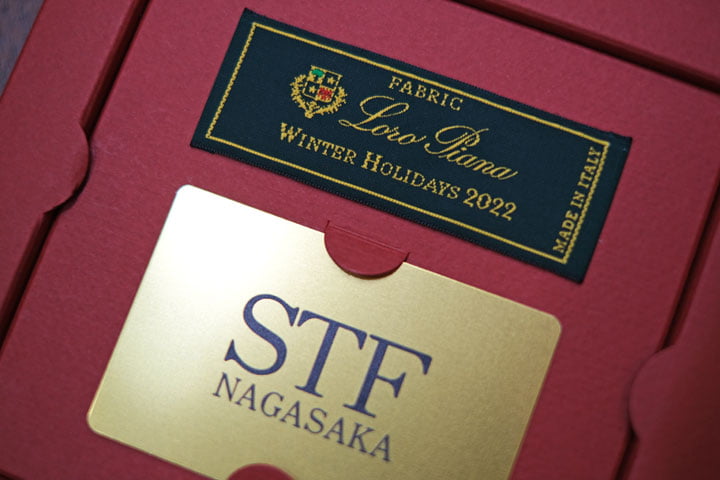 FABRIC
Loro Piana
WINTER HOLIDAYS 2022
MADE IN ITALY
STF
NAGASAKA